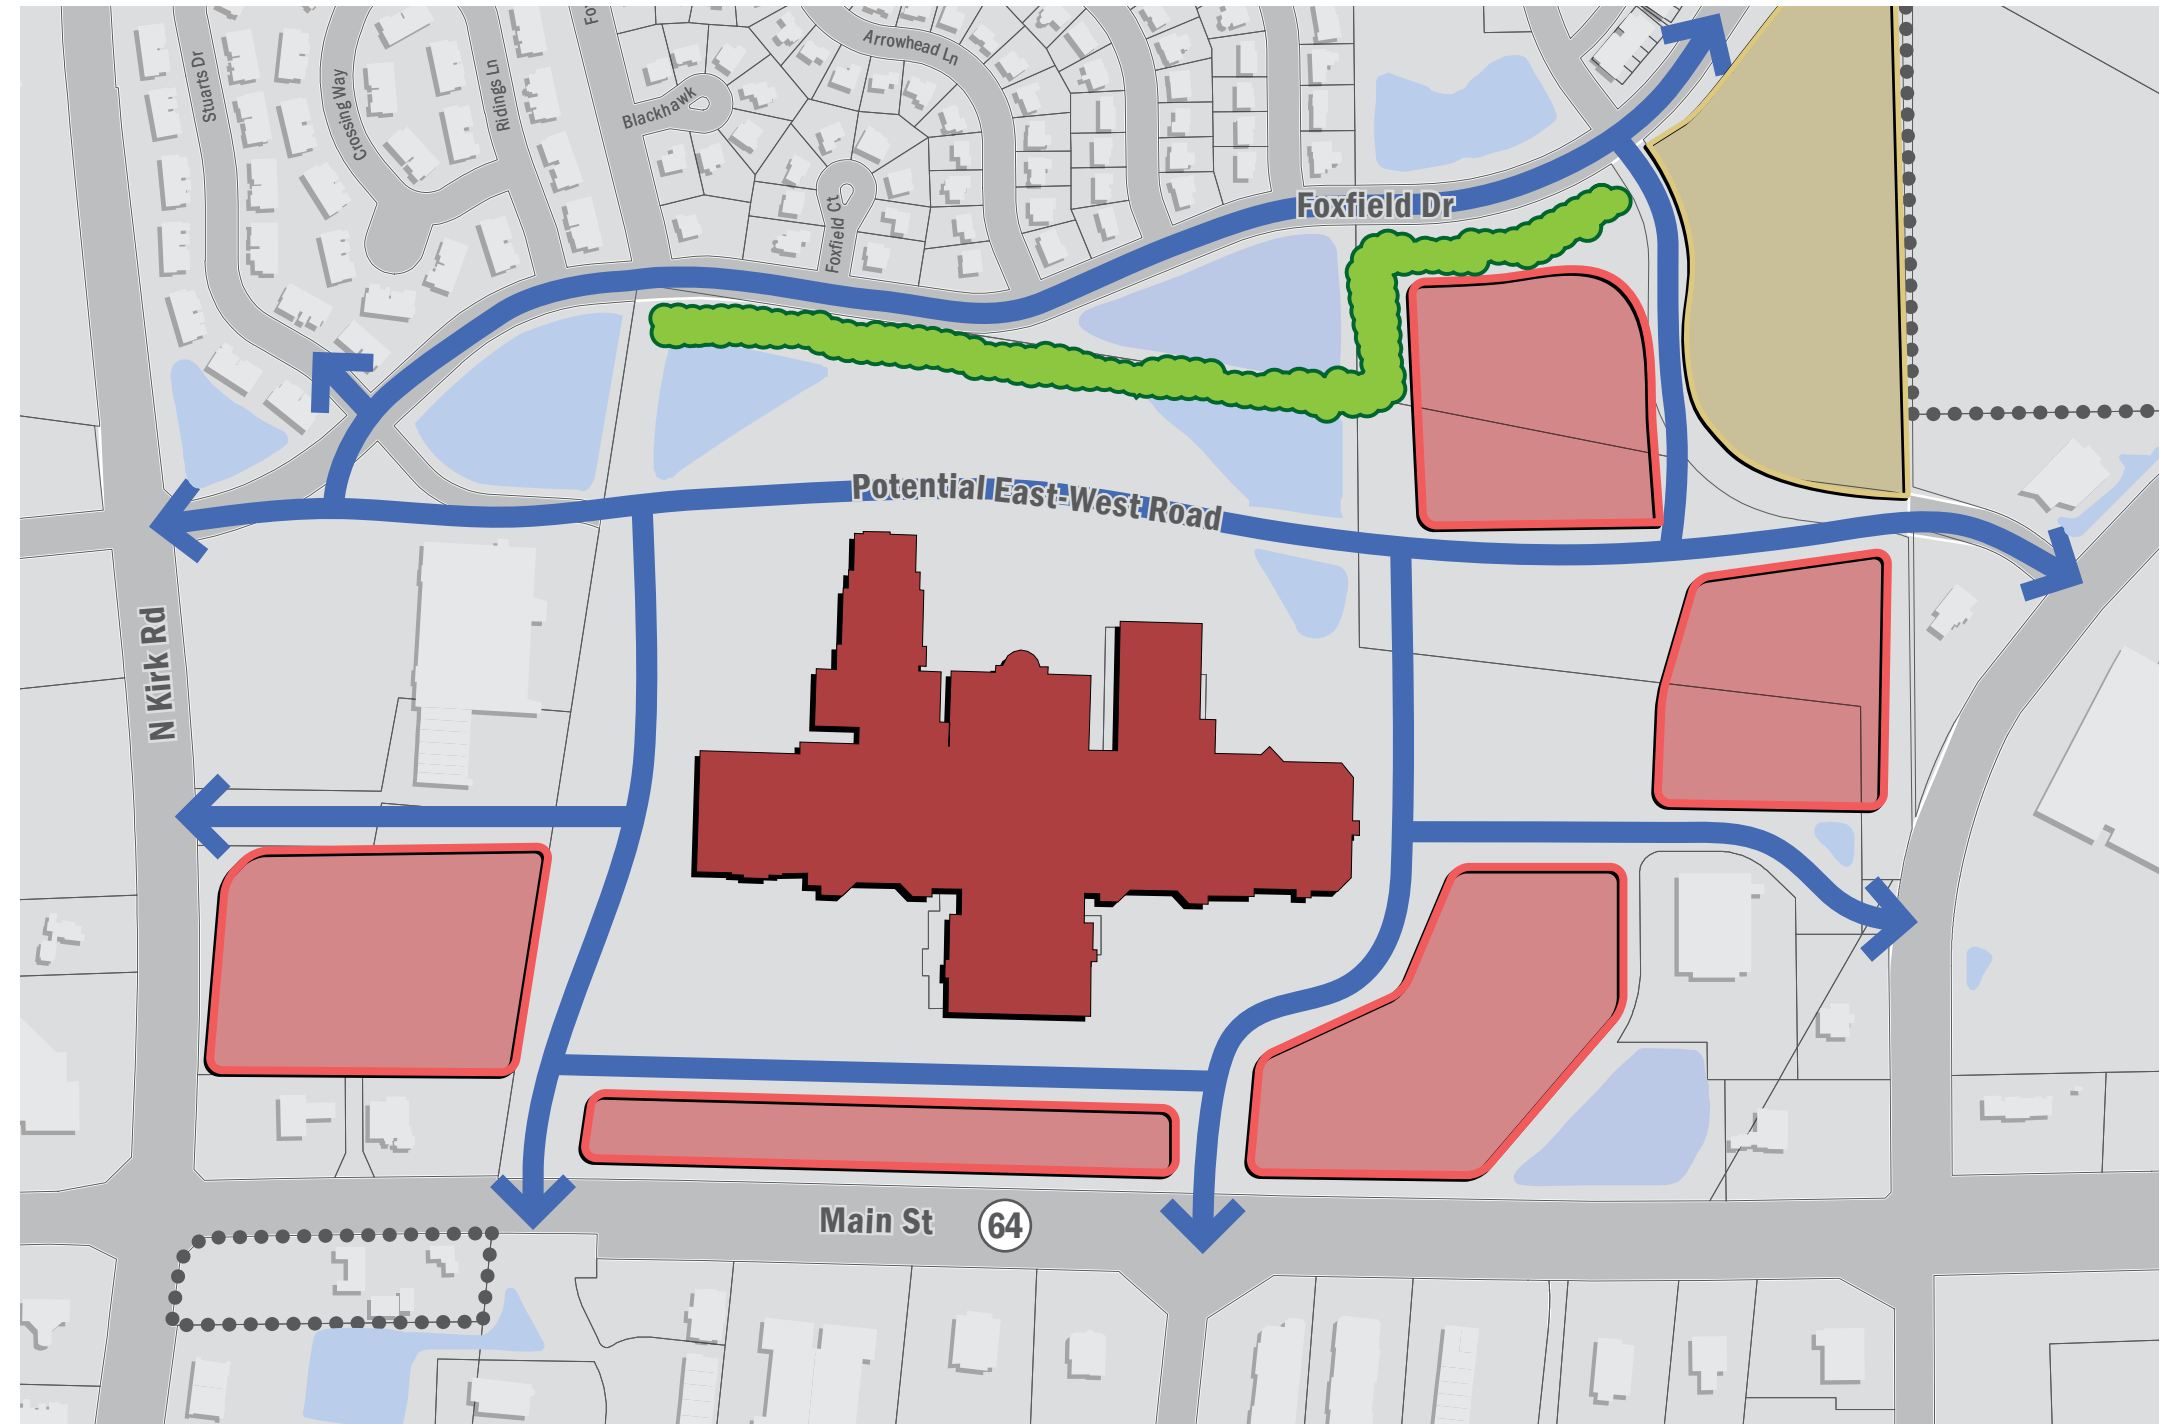 Fo
Stuarts Dr
Crossing Way
Ridings Ln
Arrowhead Ln
Blackhawk
Foxfield Ct
Foxfield Dr
Potential East-West Road
N Kirk Rd
Main St
64